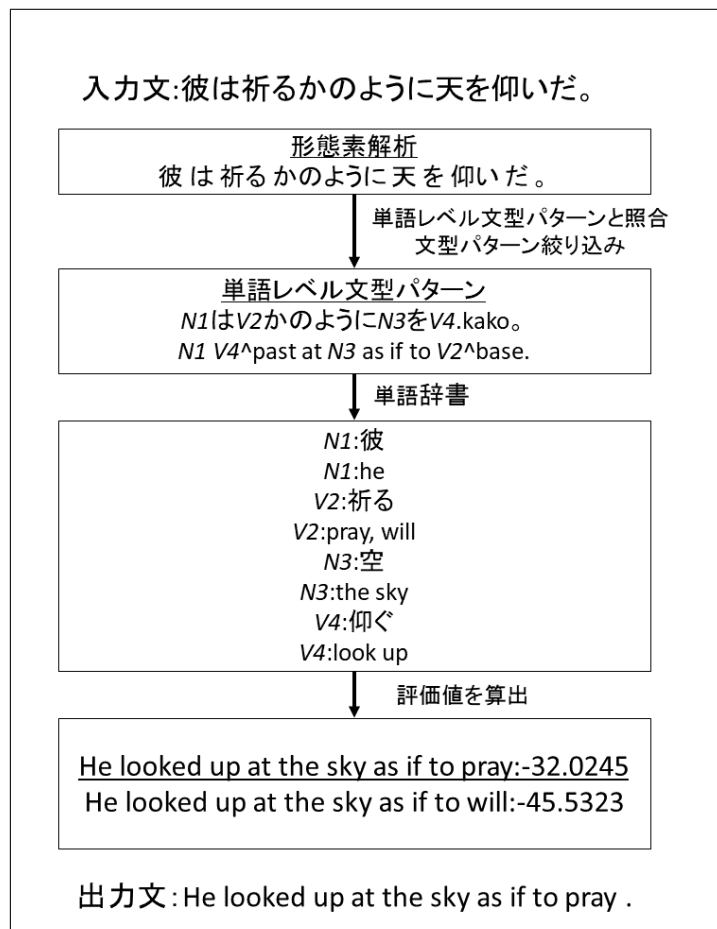 入力文:彼は祈るかのように天を仰いだ。
形態素解析
彼 は 祈る かのように 天 を 仰い だ 。
単語レベル文型パターンと照合
文型パターン絞り込み
単語レベル文型パターン
N1はV2かのようにN3をV4.kako。
N1 V4^past at N3 as if to V2^base.
単語辞書
N1:彼
N1:he
V2:祈る
V2:pray, will
N3:空
N3:the sky
V4:仰ぐ
V4:look up
評価値を算出
He looked up at the sky as if to pray:-32.0245
He looked up at the sky as if to will:-45.5323
出力文:He looked up at the sky as if to pray .